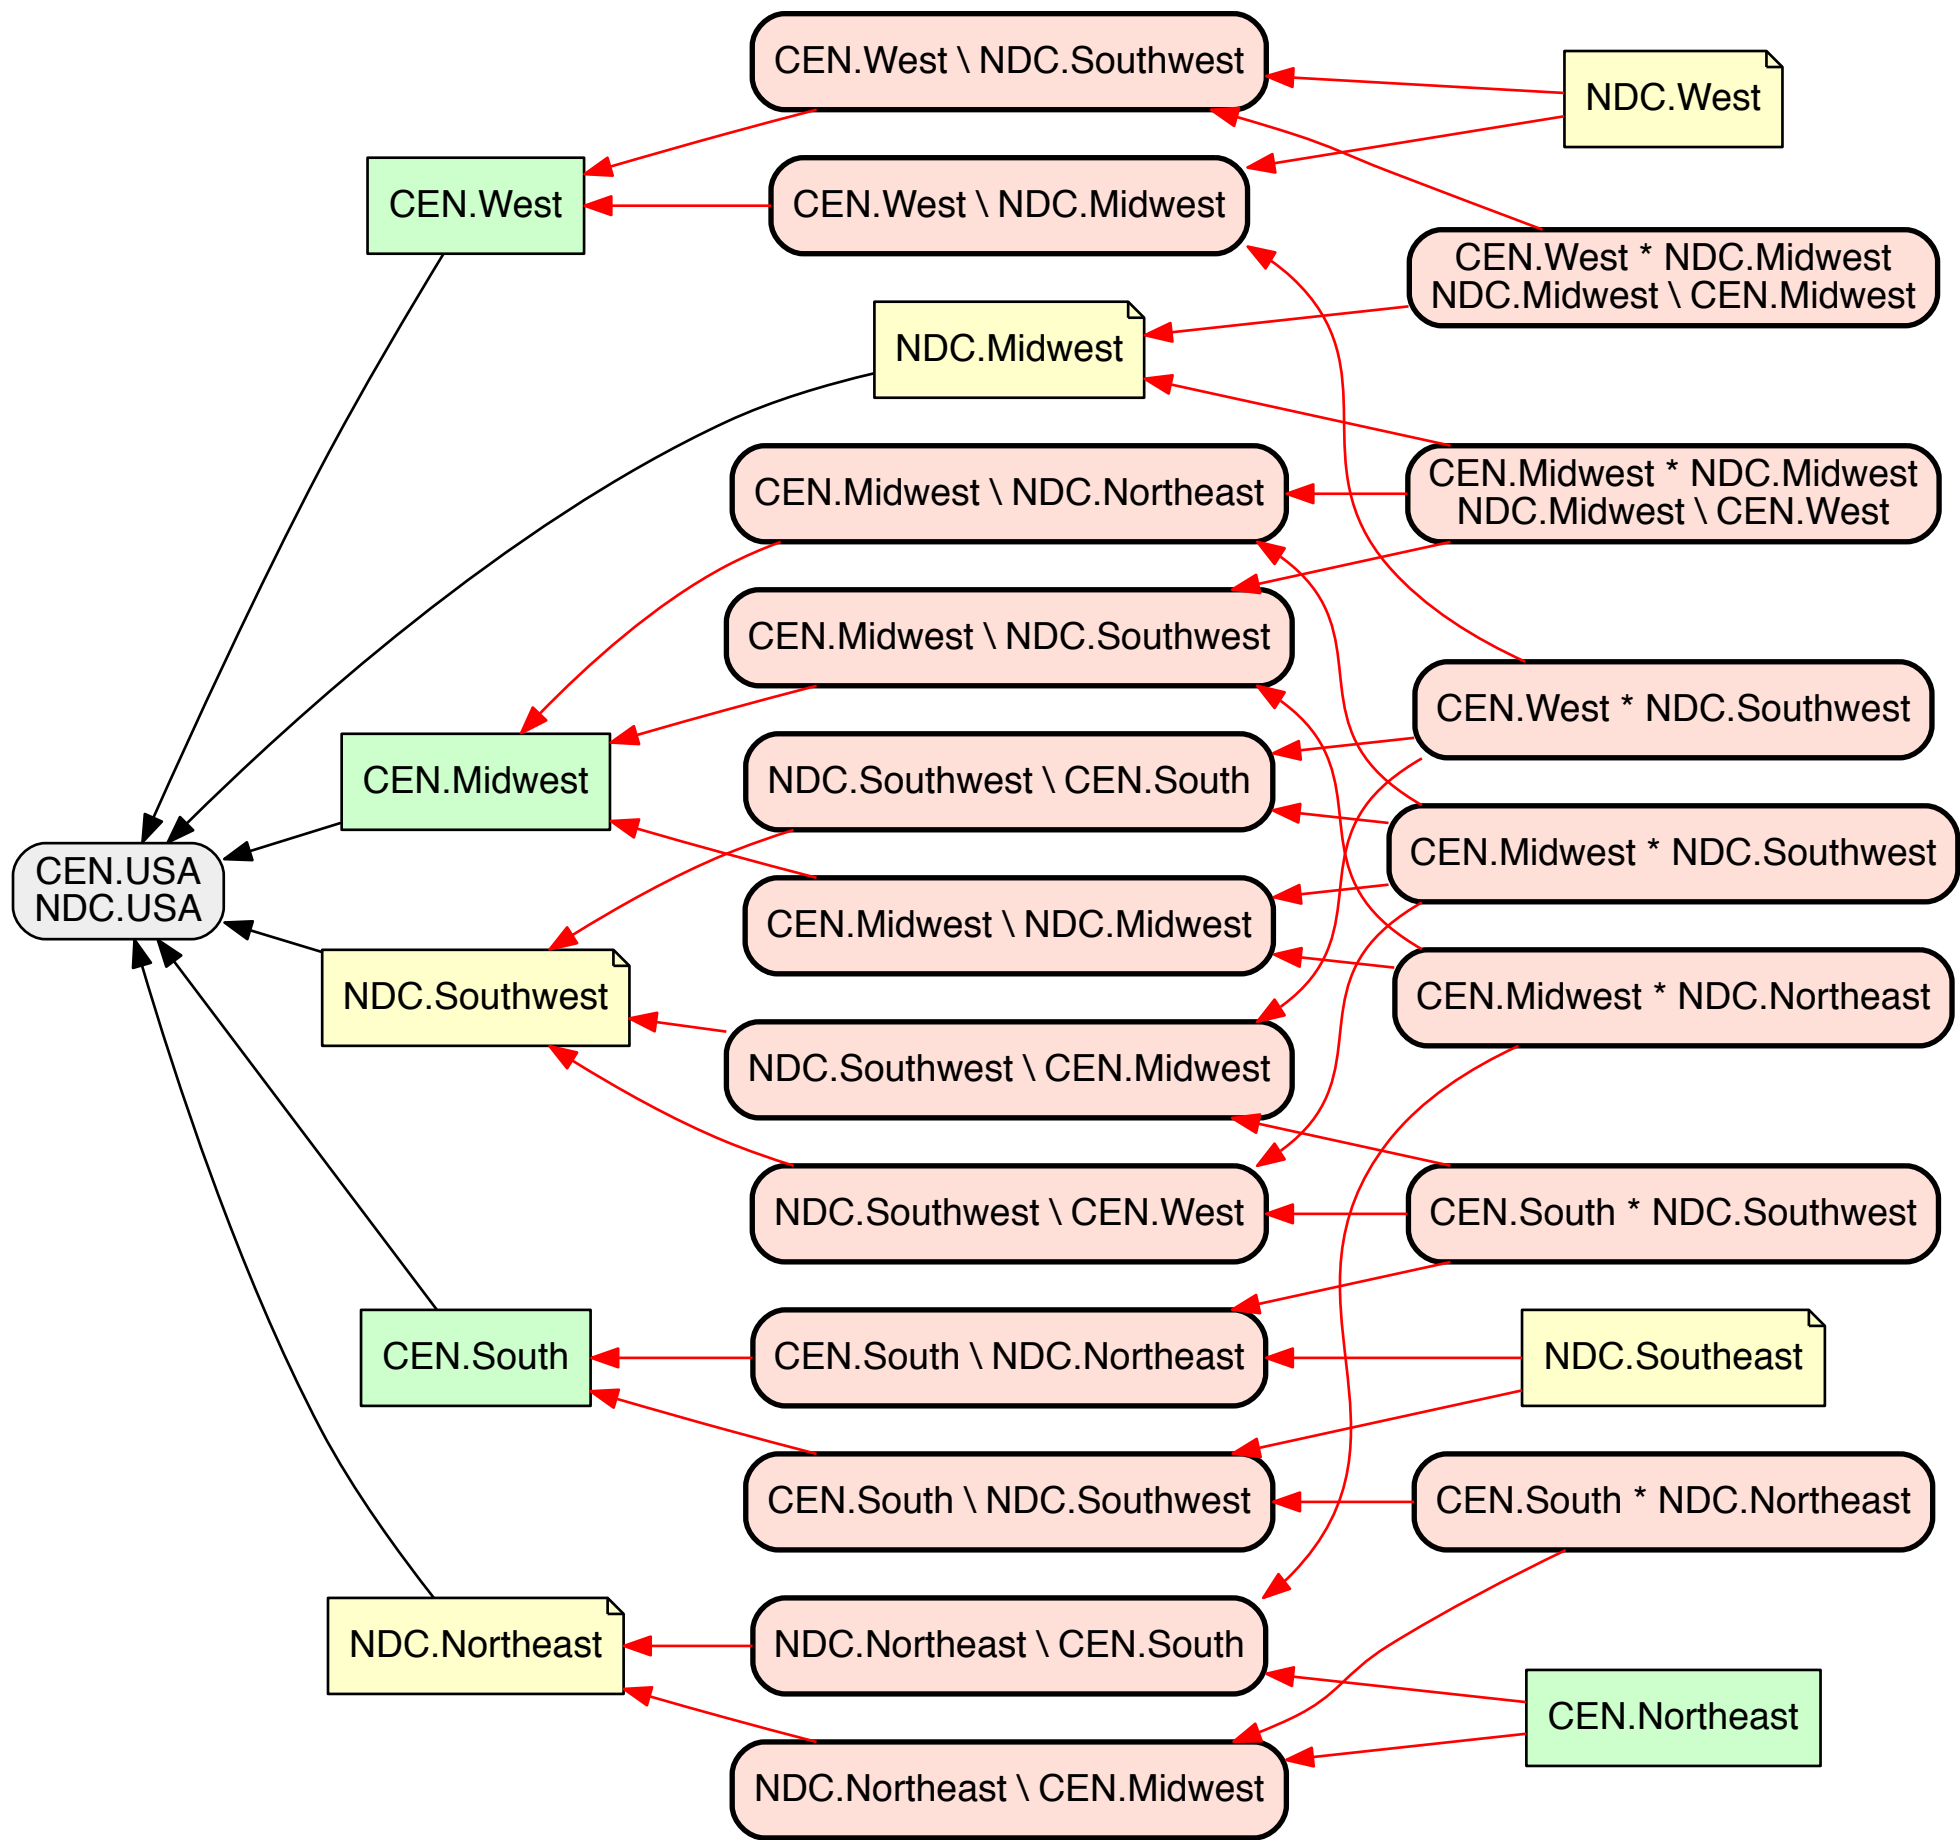 CEN.West \ NDC.Southwest
NDC.West
CEN.West
CEN.West \ NDC.Midwest
CEN.West * NDC.Midwest
NDC.Midwest \ CEN.Midwest
NDC.Midwest
CEN.Midwest \ NDC.Northeast
CEN.Midwest * NDC.Midwest
NDC.Midwest \ CEN.West
CEN.Midwest \ NDC.Southwest
CEN.West * NDC.Southwest
CEN.Midwest
NDC.Southwest \ CEN.South
CEN.Midwest * NDC.Southwest
CEN.USA
NDC.USA
CEN.Midwest \ NDC.Midwest
NDC.Southwest
CEN.Midwest * NDC.Northeast
NDC.Southwest \ CEN.Midwest
NDC.Southwest \ CEN.West
CEN.South * NDC.Southwest
CEN.South
CEN.South \ NDC.Northeast
NDC.Southeast
CEN.South \ NDC.Southwest
CEN.South * NDC.Northeast
NDC.Northeast
NDC.Northeast \ CEN.South
CEN.Northeast
NDC.Northeast \ CEN.Midwest